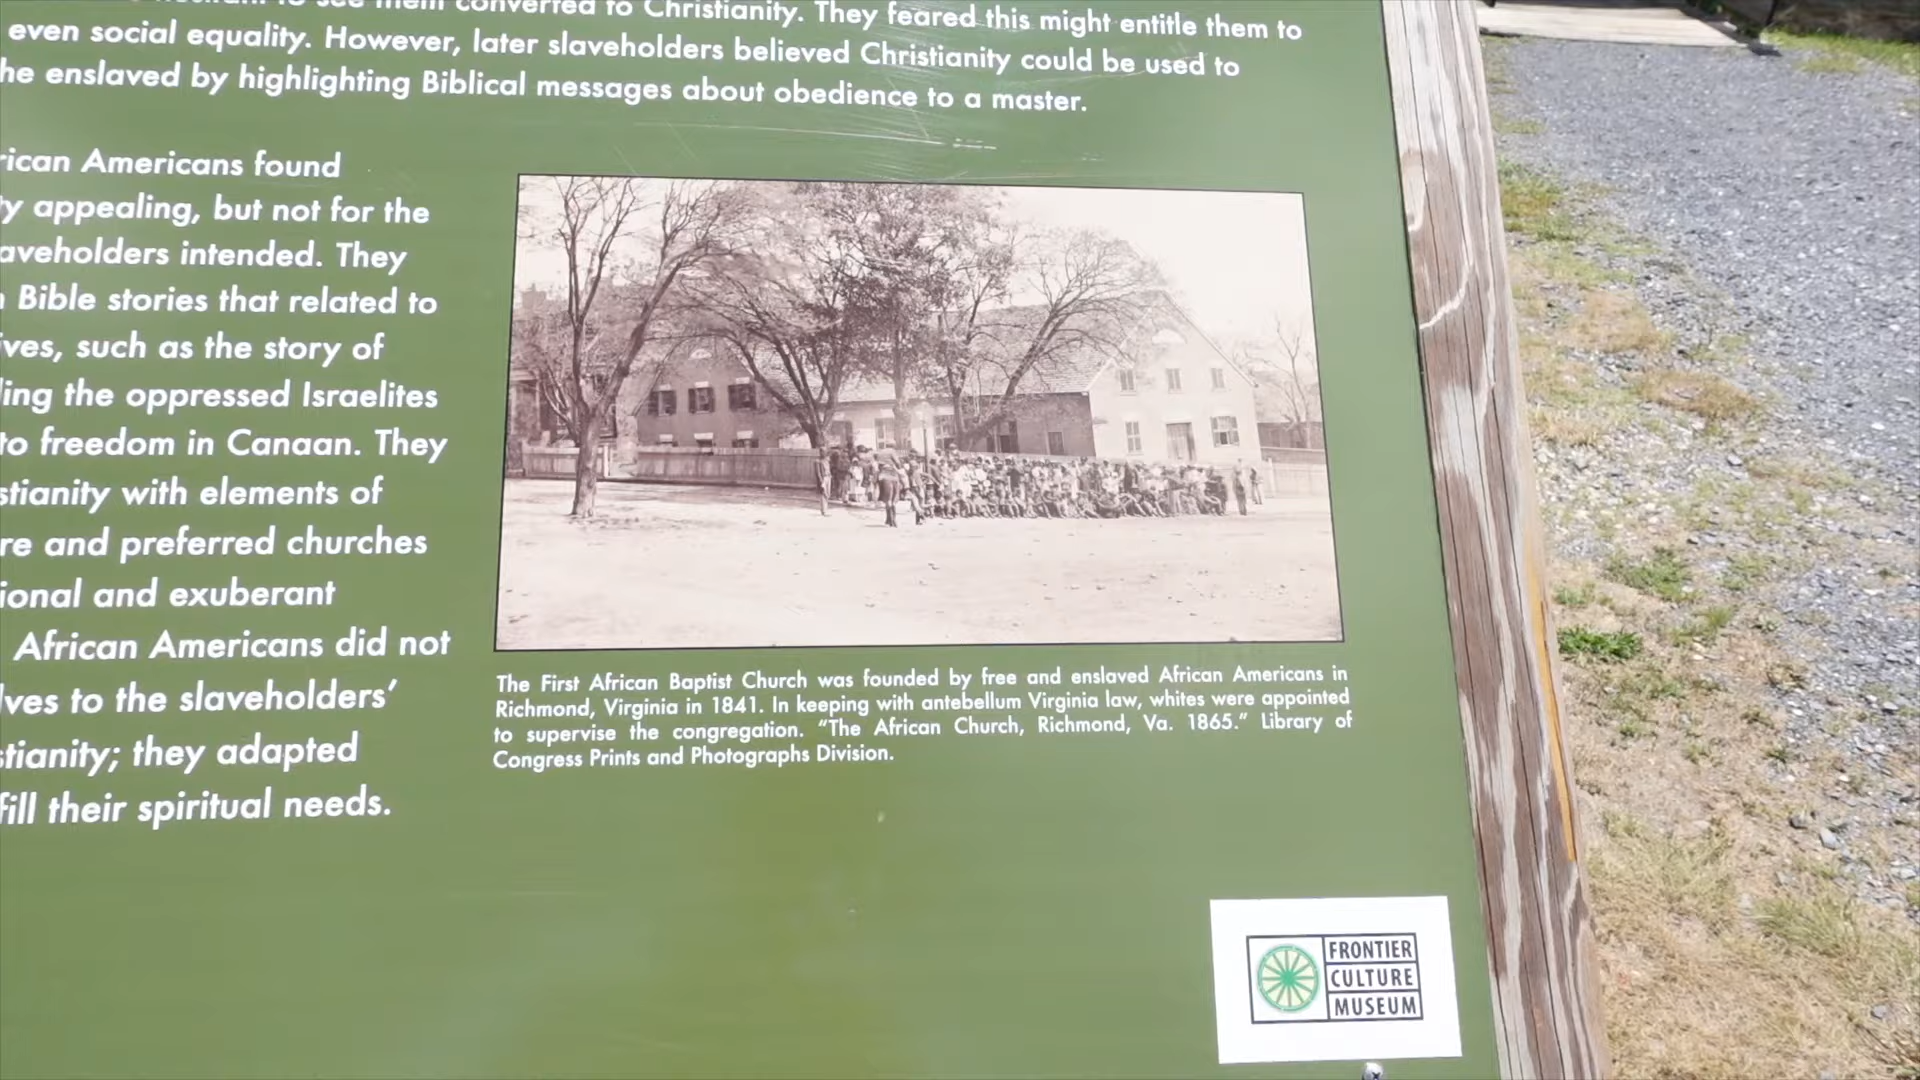 to see them converted to Christianity. They feared this might entitle them to
even social equality. However, later slaveholders believed Christianity could be used to
he enslaved by highlighting Biblical messages about obedience to a master.
rican Americans found
ty appealing, but not for the
aveholders intended. They
Bible stories that related to
ives, such as the story of
ling the oppressed Israelites
to freedom in Canaan. They
stianity with elements of
re and preferred churches
ional and exuberant
African Americans did not
lves to the slaveholders’
stianity; they adapted
fill their spiritual needs.
The First African Baptist Church was founded by free and enslaved African Americans in
Richmond, Virginia in 1841. In keeping with antebellum Virginia law, whites were appointed
to supervise the congregation. “The African Church, Richmond, Va. 1865.” Library of
Congress Prints and Photographs Division.
FRONTIER
CULTURE
MUSEUM